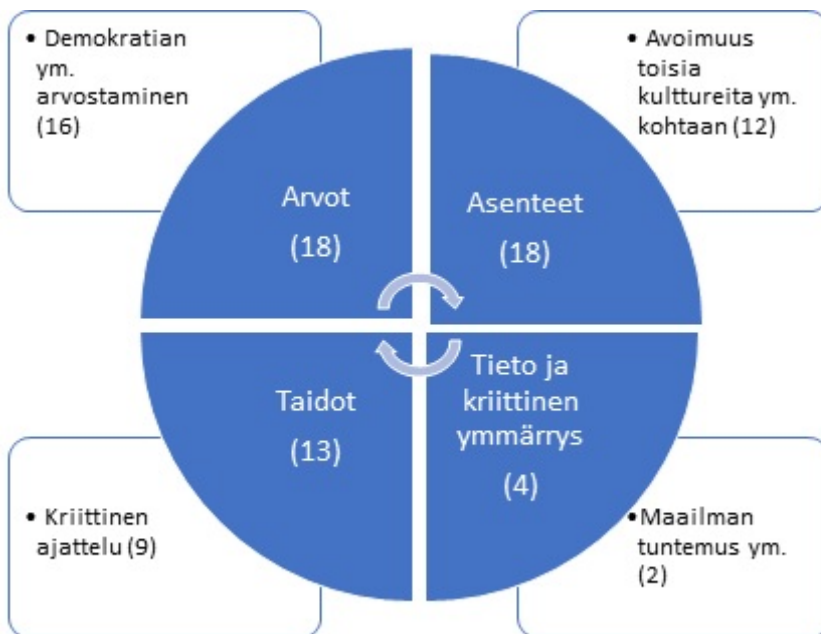 • Demokratian
ym.
arvostaminen
(16)
• Avoimuus
toisia
kulttureita ym.
kohtaan (12)
Arvot
(18)
Asenteet
(18)
Taidot
(13)
Tieto ja
kriittinen
ymmärrys
(4)
• Kriittinen
ajattelu (9)
•Maailman
tuntemus ym.
(2)